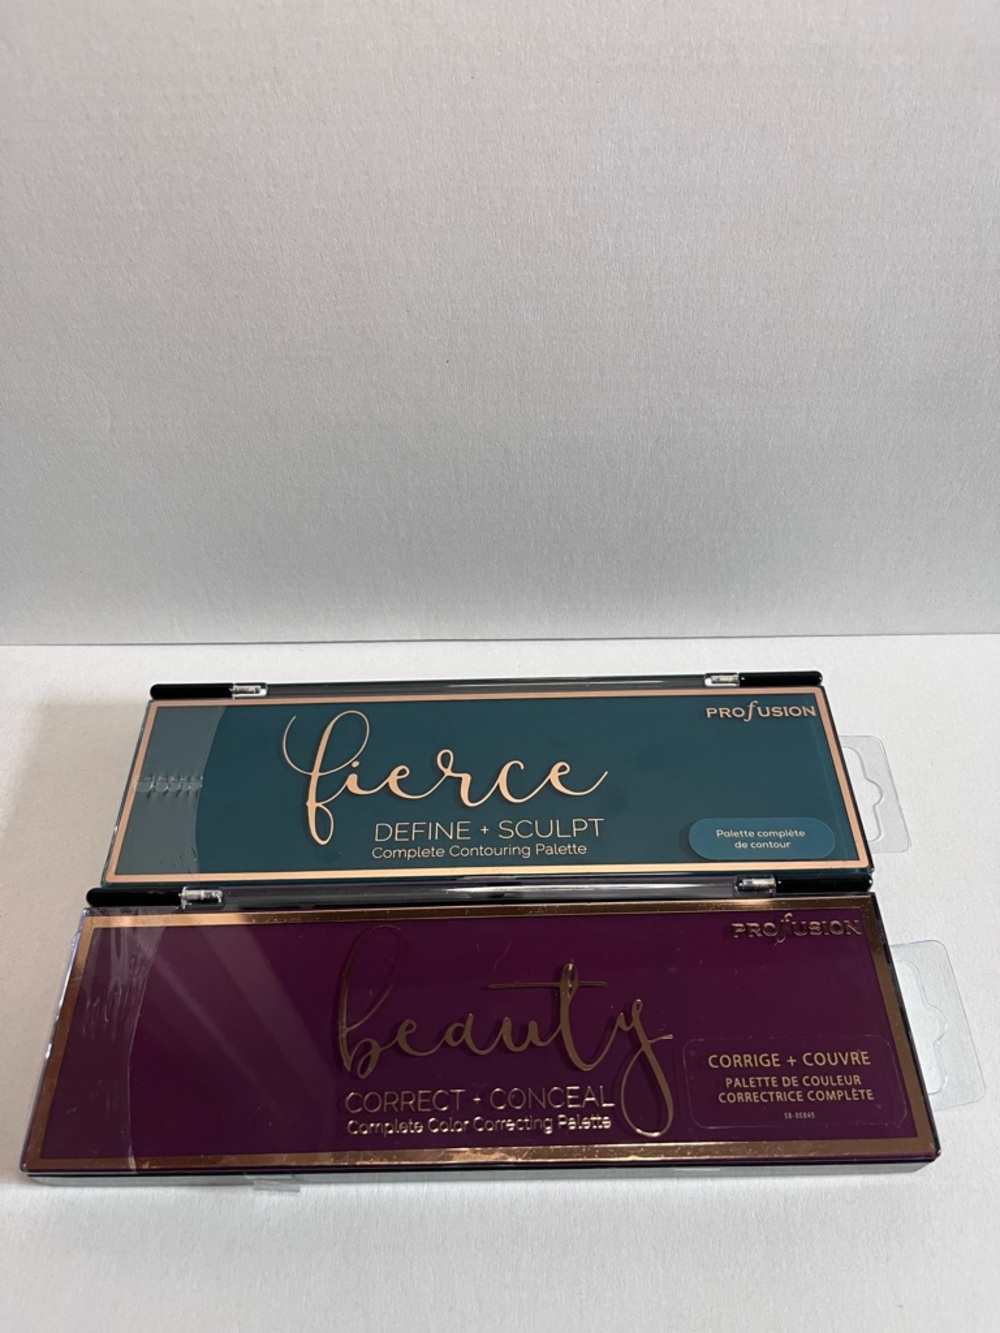 PROfUSION
fierce
DEFINE + SCULPT
Complete Contouring Palette
Palette complète
de contour
PROfUSION
beauty
CORRECT + CONCEAL
Complete Color Correcting Palette
CORRIGE + COUVRE
PALETTE DE COULEUR
CORRECTRICE COMPLÈTE